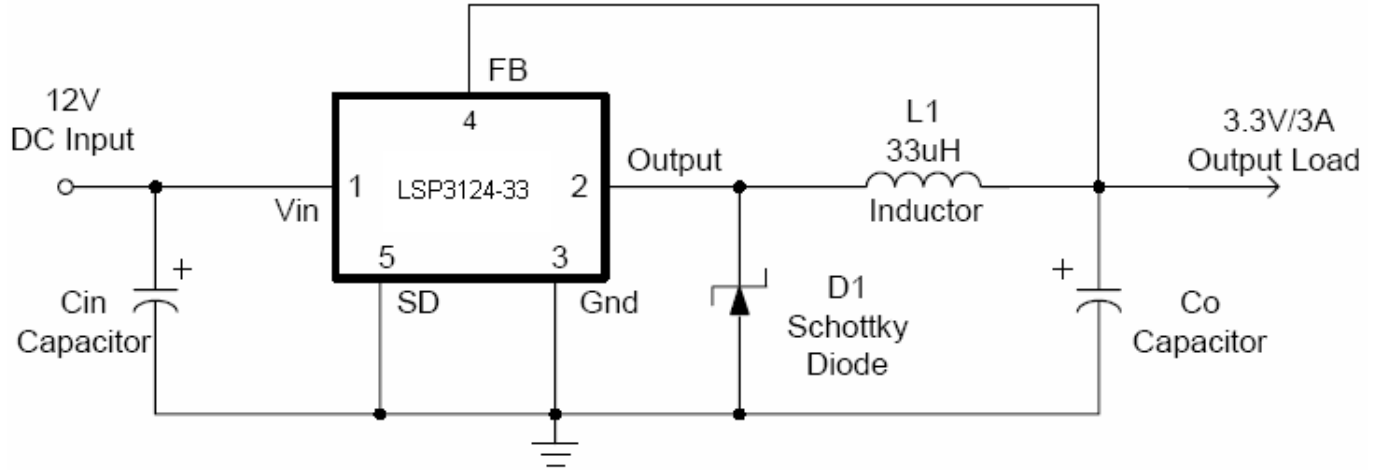 FB
12V
DC Input
4
L1
33uH
3.3V/3A
Output Load
Output
1
LSP3124-33
2
Vin
Inductor
5
3
+
SD
Gnd
+
Cin
Capacitor
D1
Schottky
Diode
Co
Capacitor